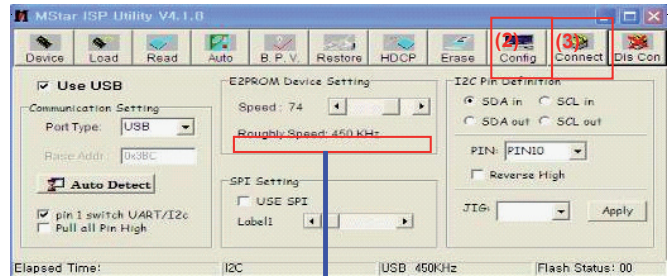 MStar ISP Utility V4.1.0
(2) (3)
Device Load Read Auto B. P. V. Restore HDCP Erase Config Connect Dis Con
Use USB
Communication Setting
Port Type: USB
Base Addr: 0x3BC
Auto Detect
pin 1 switch UART/I2c
Pull all Pin High
E2PROM Device Setting
Speed : 74
Roughly Speed: 450 KHz
SPI Setting
USE SPI
Label1
I2C Pin Definition
SDA in SCL in
SDA out SCL out
PIN: PIN10
Reverse High
JIG: Apply
Elapsed Time: I2C USB 450KHz Flash Status: 00